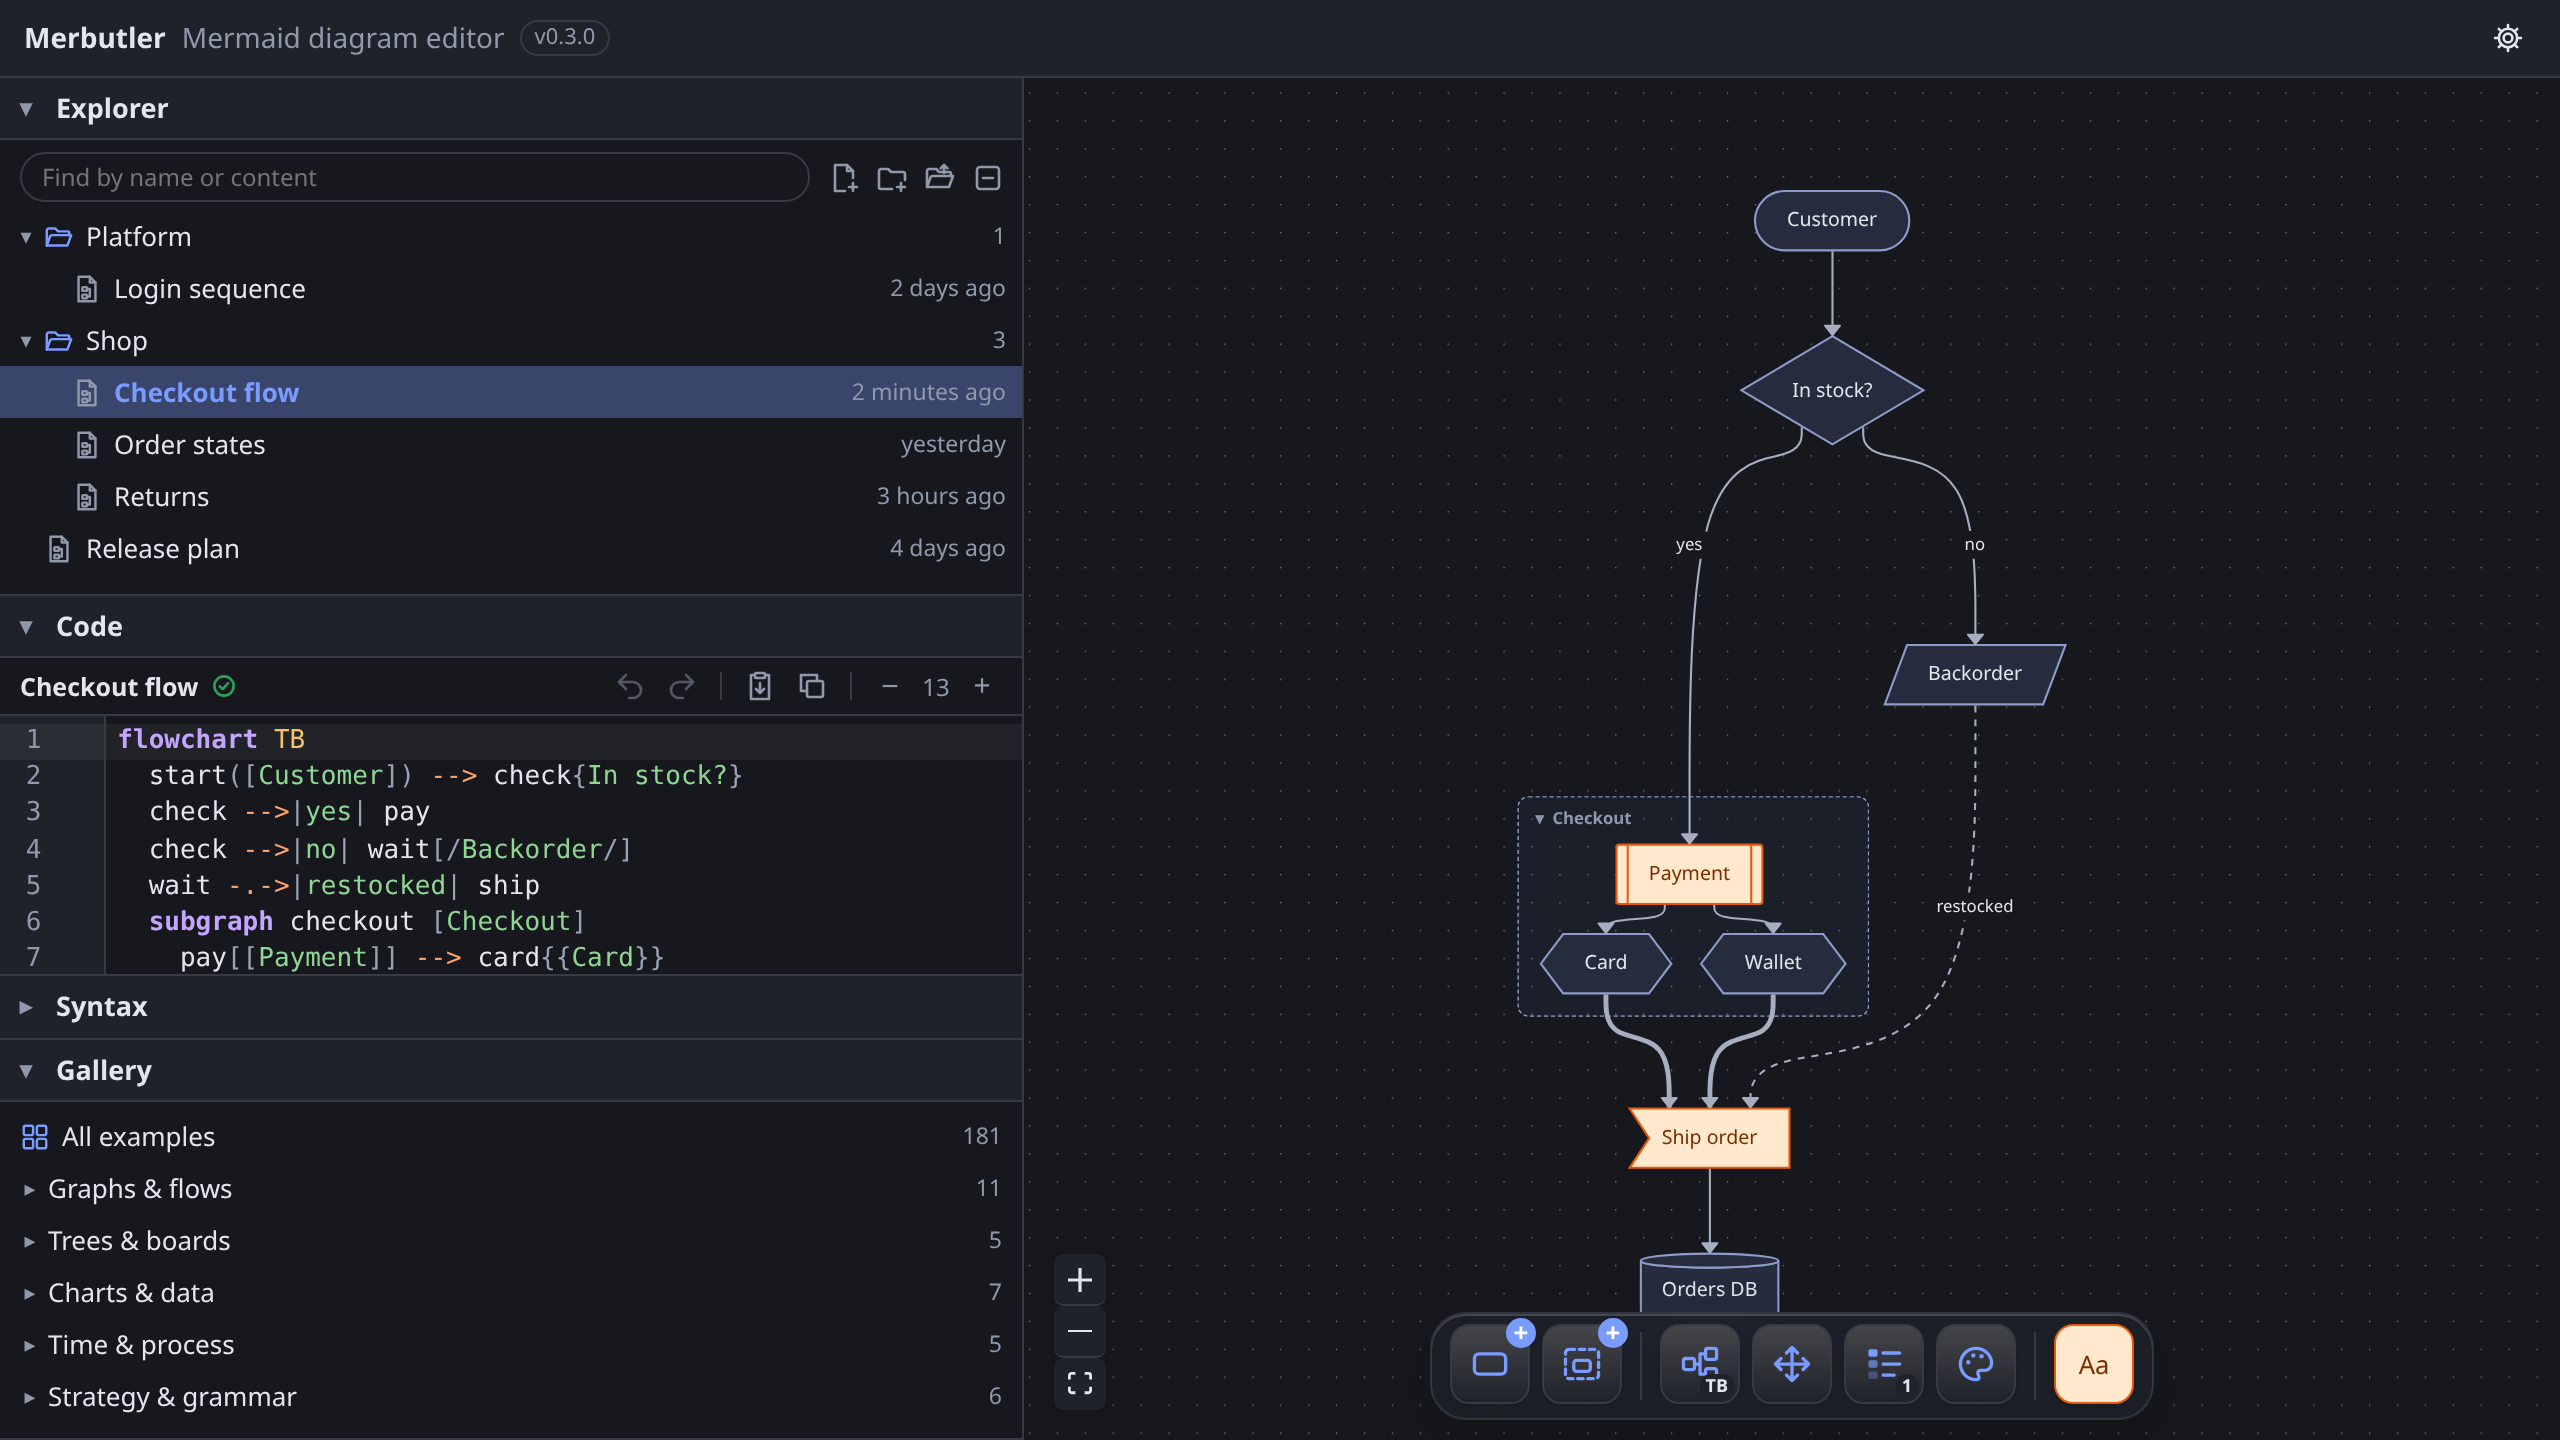 Merbutler Mermaid diagram editor v0.3.0
Explorer
Find by name or content
Platform 1
Login sequence 2 days ago
Shop 3
Checkout flow 2 minutes ago
Order states yesterday
Returns 3 hours ago
Release plan 4 days ago
Code
Checkout flow 13
1 flowchart TB
2 start([Customer]) --> check{In stock?}
3 check -->|yes| pay
4 check -->|no| wait[/Backorder/]
5 wait -.->|restocked| ship
6 subgraph checkout [Checkout]
7 pay[[Payment]] --> card{{Card}}
Syntax
Gallery
All examples 181
Graphs & flows 11
Trees & boards 5
Charts & data 7
Time & process 5
Strategy & grammar 6
Customer
In stock?
yes
no
Backorder
Checkout
Payment
Card
Wallet
restocked
Ship order
Orders DB
TB
1
Aa